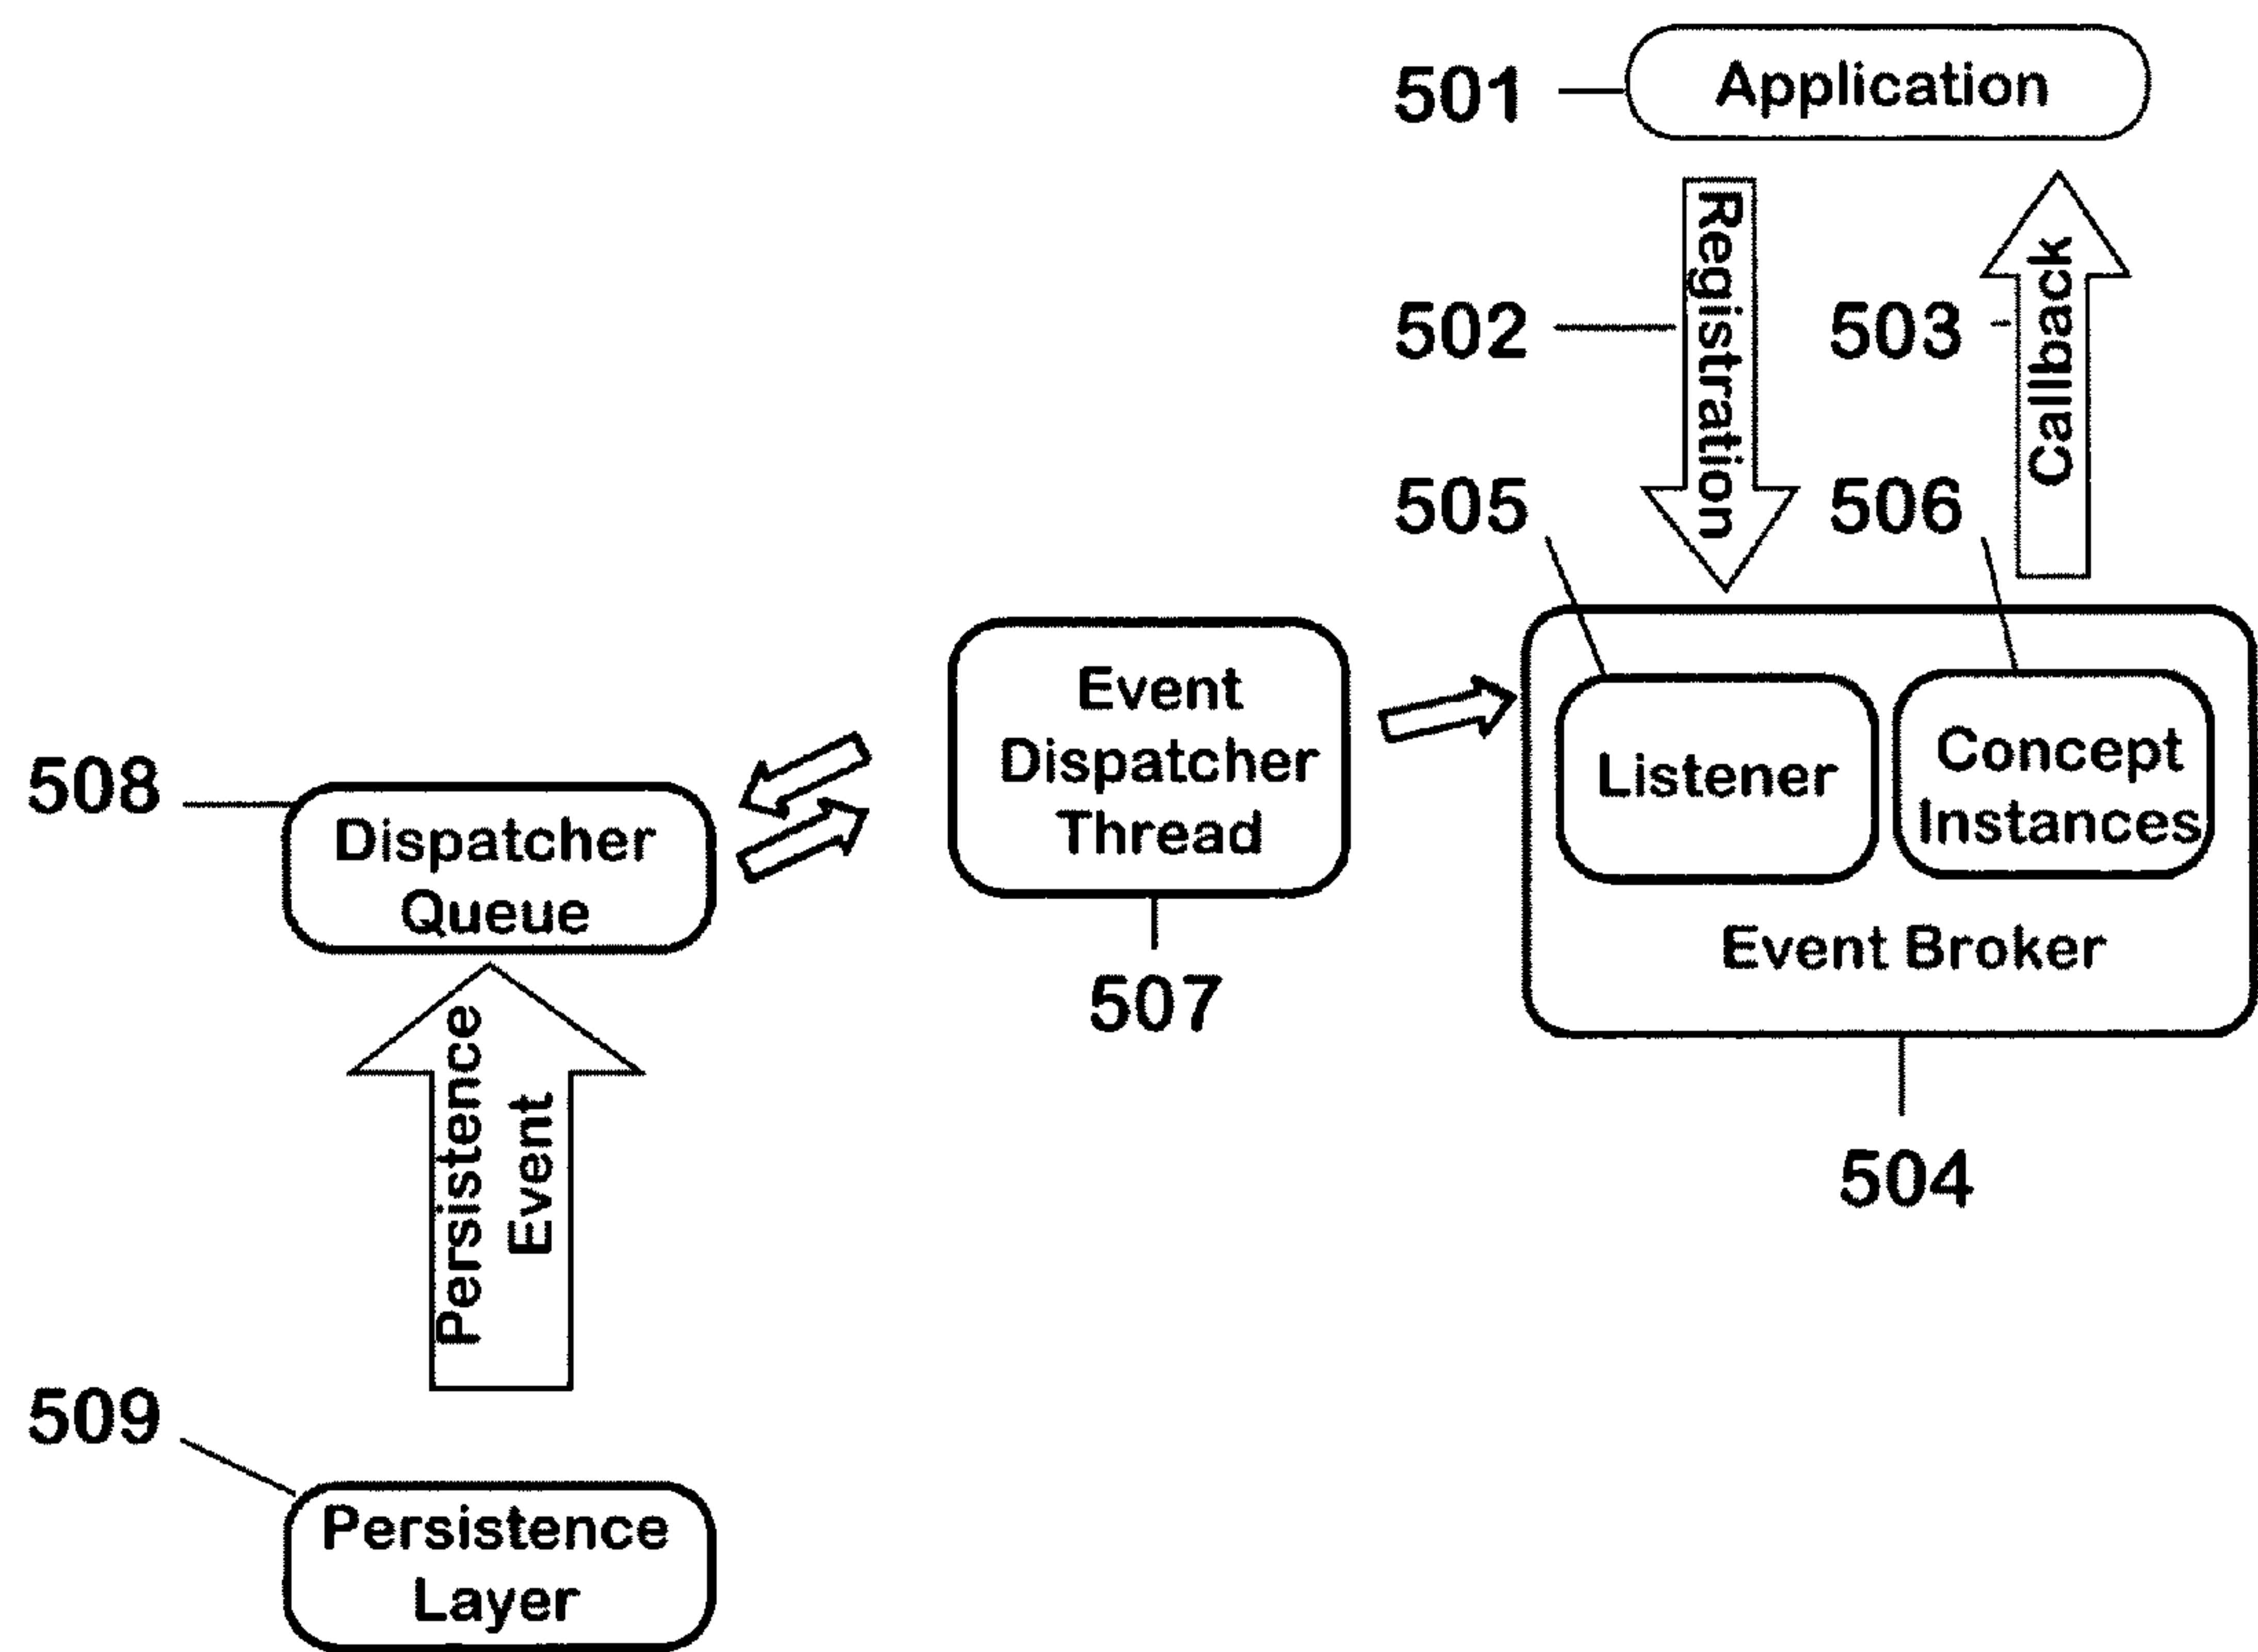 501
Application
502
Registration
503
Callback
505
506
Event
Dispatcher
Thread
507
Listener
Concept
Instances
Event Broker
504
508
Dispatcher
Queue
Persistence
Event
509
Persistence
Layer